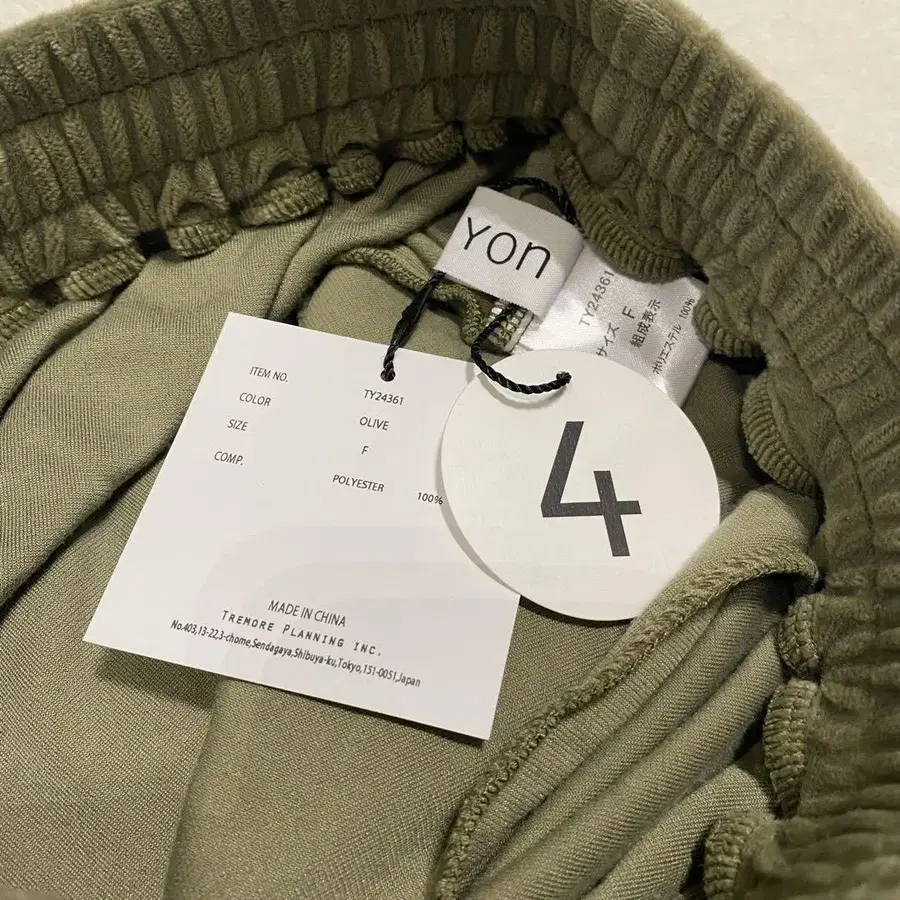 Yon
TY24361
サイズ F
組成表示
ポリエステル 100%
ITEM NO. TY24361
COLOR OLIVE
SIZE F
COMP.
POLYESTER 100%
4
MADE IN CHINA
TREMORE PLANNING INC.
No.403,13-22,3-chome,Sendagaya,Shibuya-ku,Tokyo,151-0051,Japan